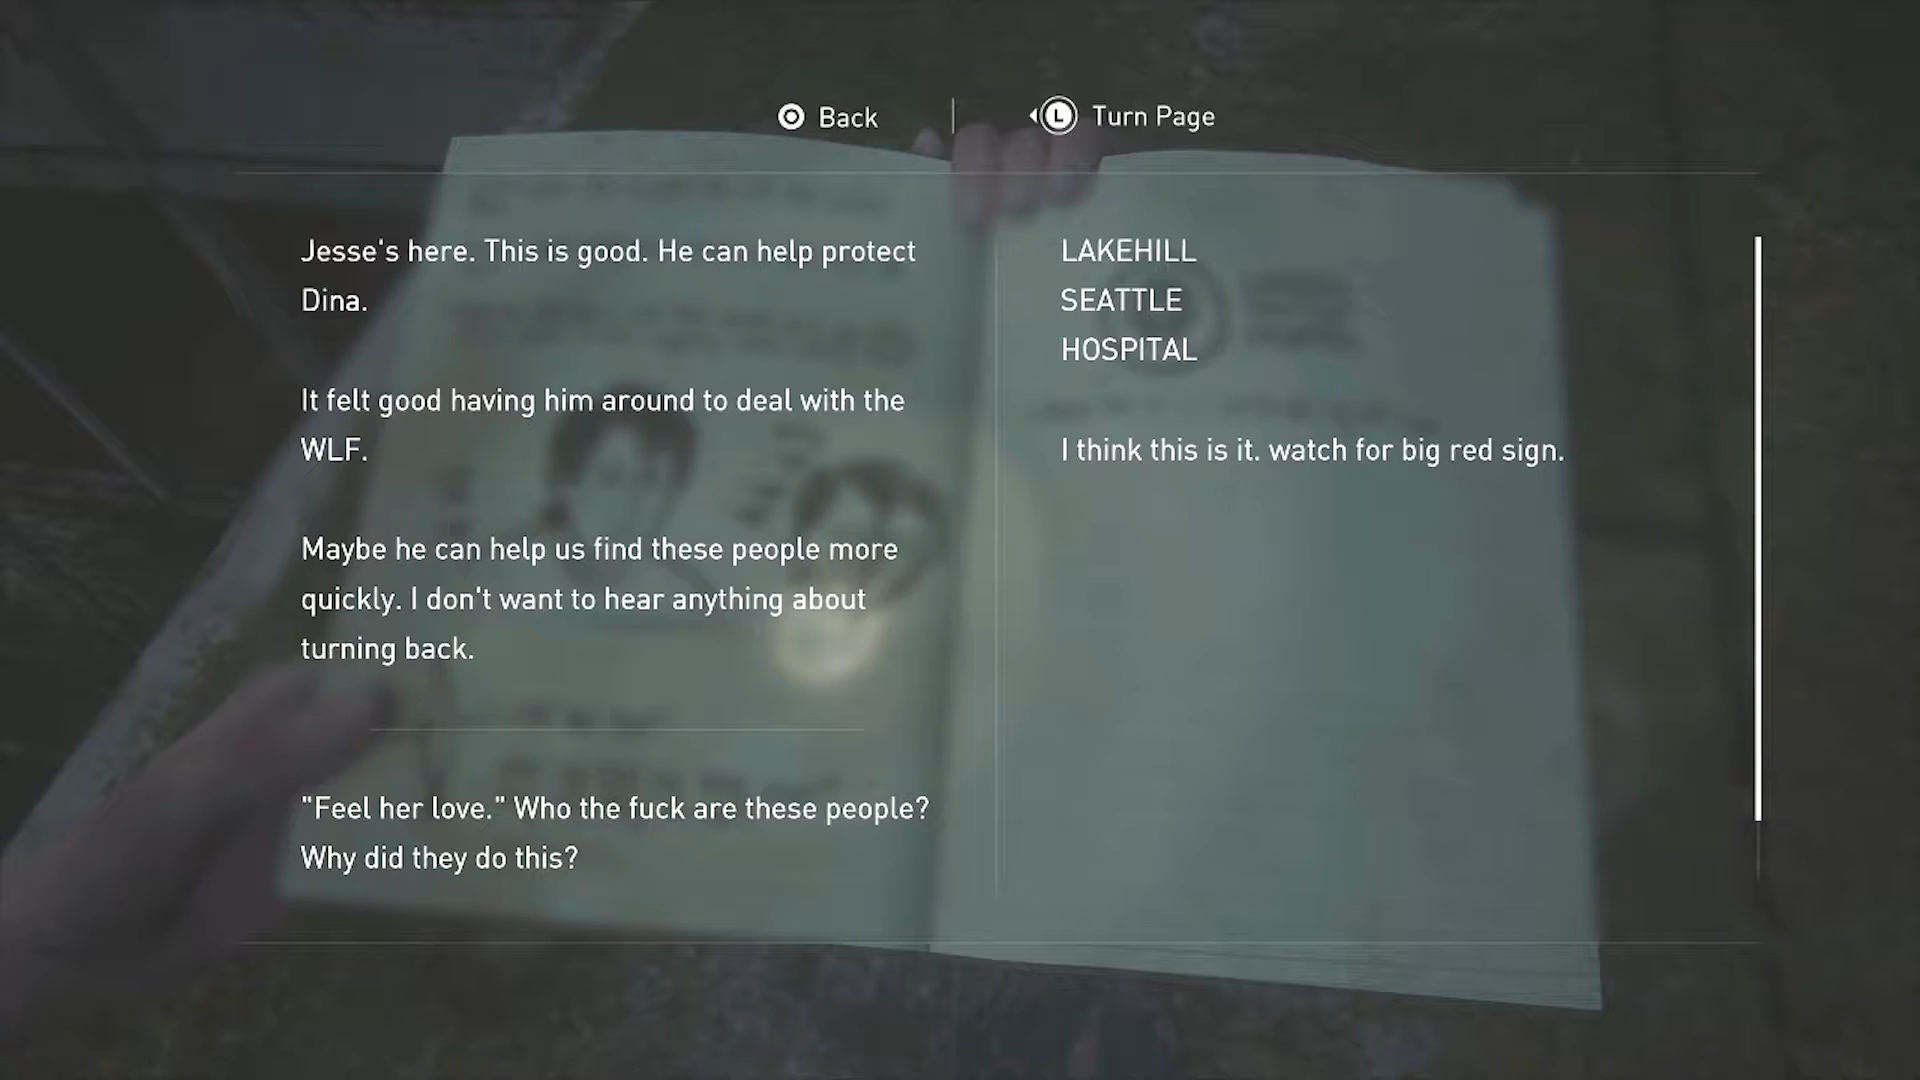 Back
L Turn Page
Jesse's here. This is good. He can help protect
Dina.
It felt good having him around to deal with the
WLF.
Maybe he can help us find these people more
quickly. I don't want to hear anything about
turning back.
"Feel her love." Who the fuck are these people?
Why did they do this?
LAKEHILL
SEATTLE
HOSPITAL
I think this is it. watch for big red sign.